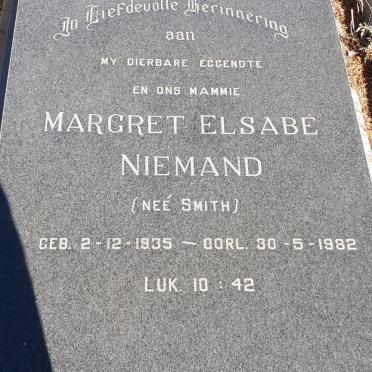 In Liefdevolle Herinnering
aan
MY DIERBARE EGGENOTE
EN ONS MAMMIE
MARGRET ELSABÉ
NIEMAND
(NEÉ SMITH)
GEB. 2-12-1935 — OORL. 30-5-1982
LUK. 10 : 42